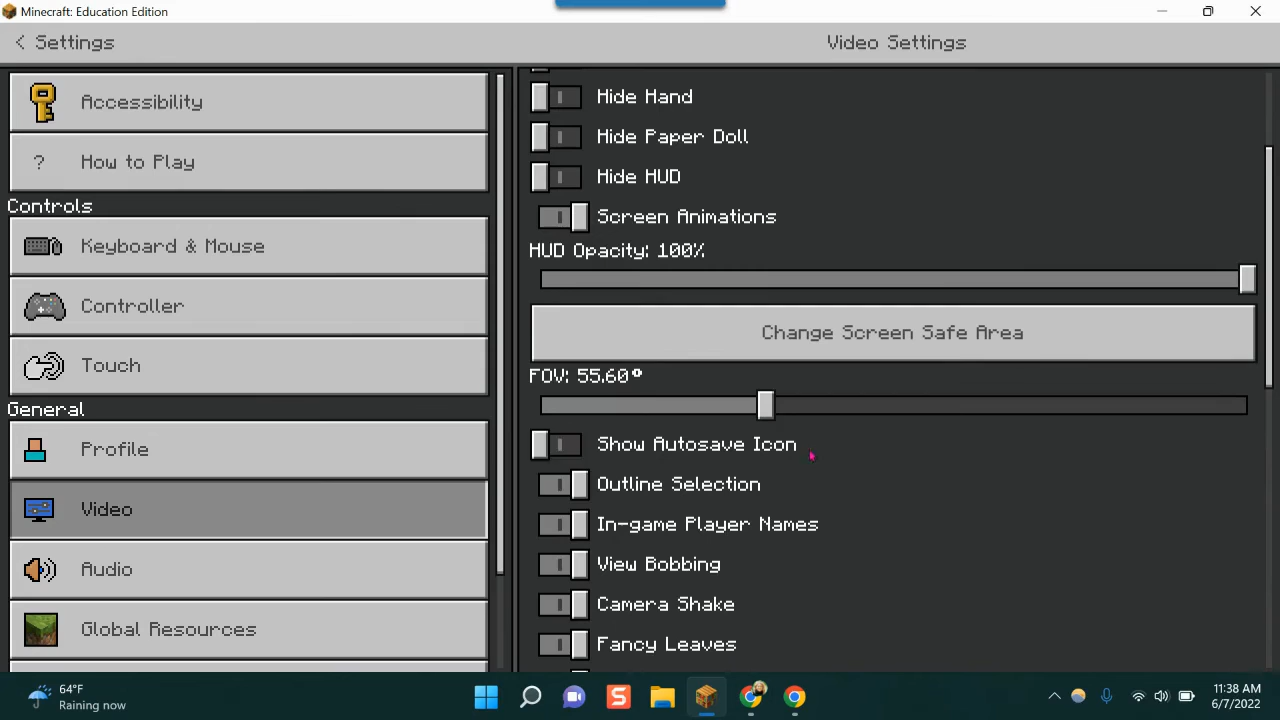 Minecraft: Education Edition
Settings
Video Settings
Accessibility
? How to Play
Controls
Keyboard & Mouse
Controller
Touch
General
Profile
Video
Audio
Global Resources
Hide Hand
Hide Paper Doll
Hide HUD
Screen Animations
HUD Opacity: 100%
Change Screen Safe Area
FOV: 55.60°
Show Autosave Icon
Outline Selection
In-game Player Names
View Bobbing
Camera Shake
Fancy Leaves
64°F
Raining now
S
11:38 AM
6/7/2022